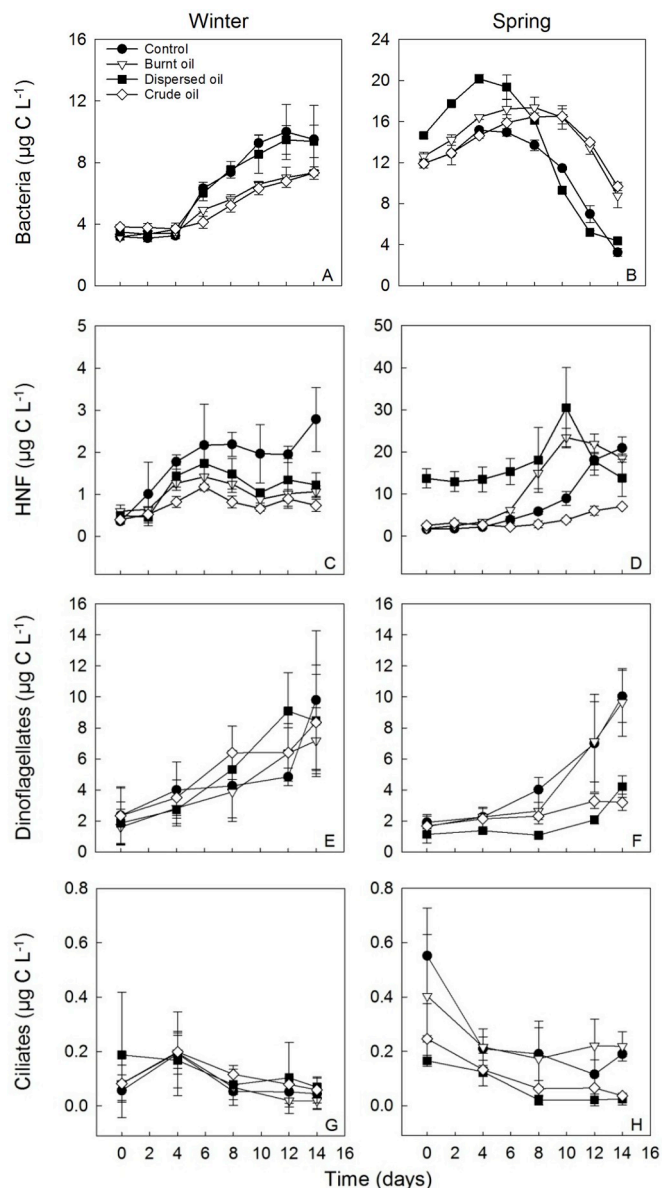 Winter Spring
Control
Burnt oil
Dispersed oil
Crude oil
Bacteria (µg C L-1)
16
12
8
4
0
A
24
20
16
12
8
4
0
B
HNF (µg C L-1)
5
4
3
2
1
0
C
50
40
30
20
10
0
D
Dinoflagellates (µg C L-1)
16
14
12
10
8
6
4
2
0
E
16
14
12
10
8
6
4
2
0
F
Ciliates (µg C L-1)
0.8
0.6
0.4
0.2
0.0
G
0.8
0.6
0.4
0.2
0.0
H
0 2 4 6 8 10 12 14 16
0 2 4 6 8 10 12 14 16
Time (days)